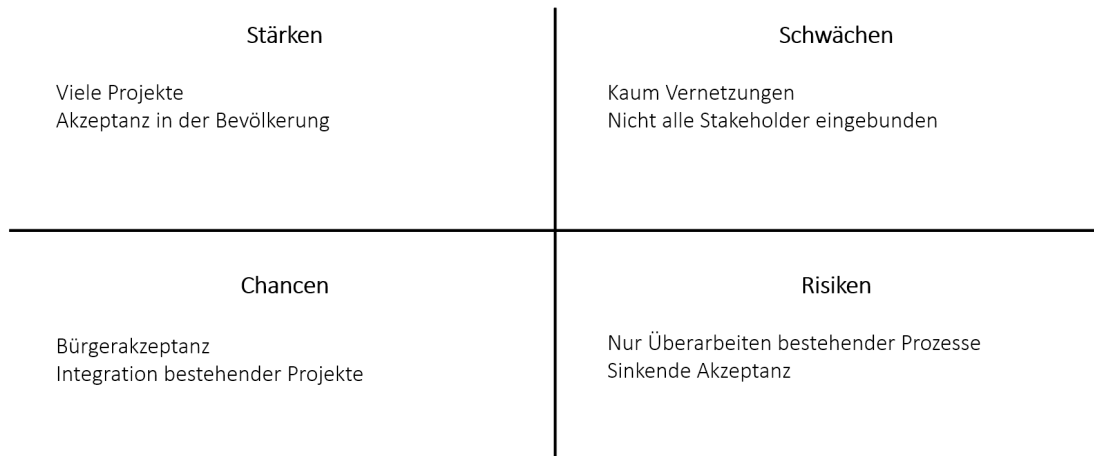 Stärken
Viele Projekte
Akzeptanz in der Bevölkerung
Schwächen
Kaum Vernetzungen
Nicht alle Stakeholder eingebunden
Chancen
Bürgerakzeptanz
Integration bestehender Projekte
Risiken
Nur Überarbeiten bestehender Prozesse
Sinkende Akzeptanz